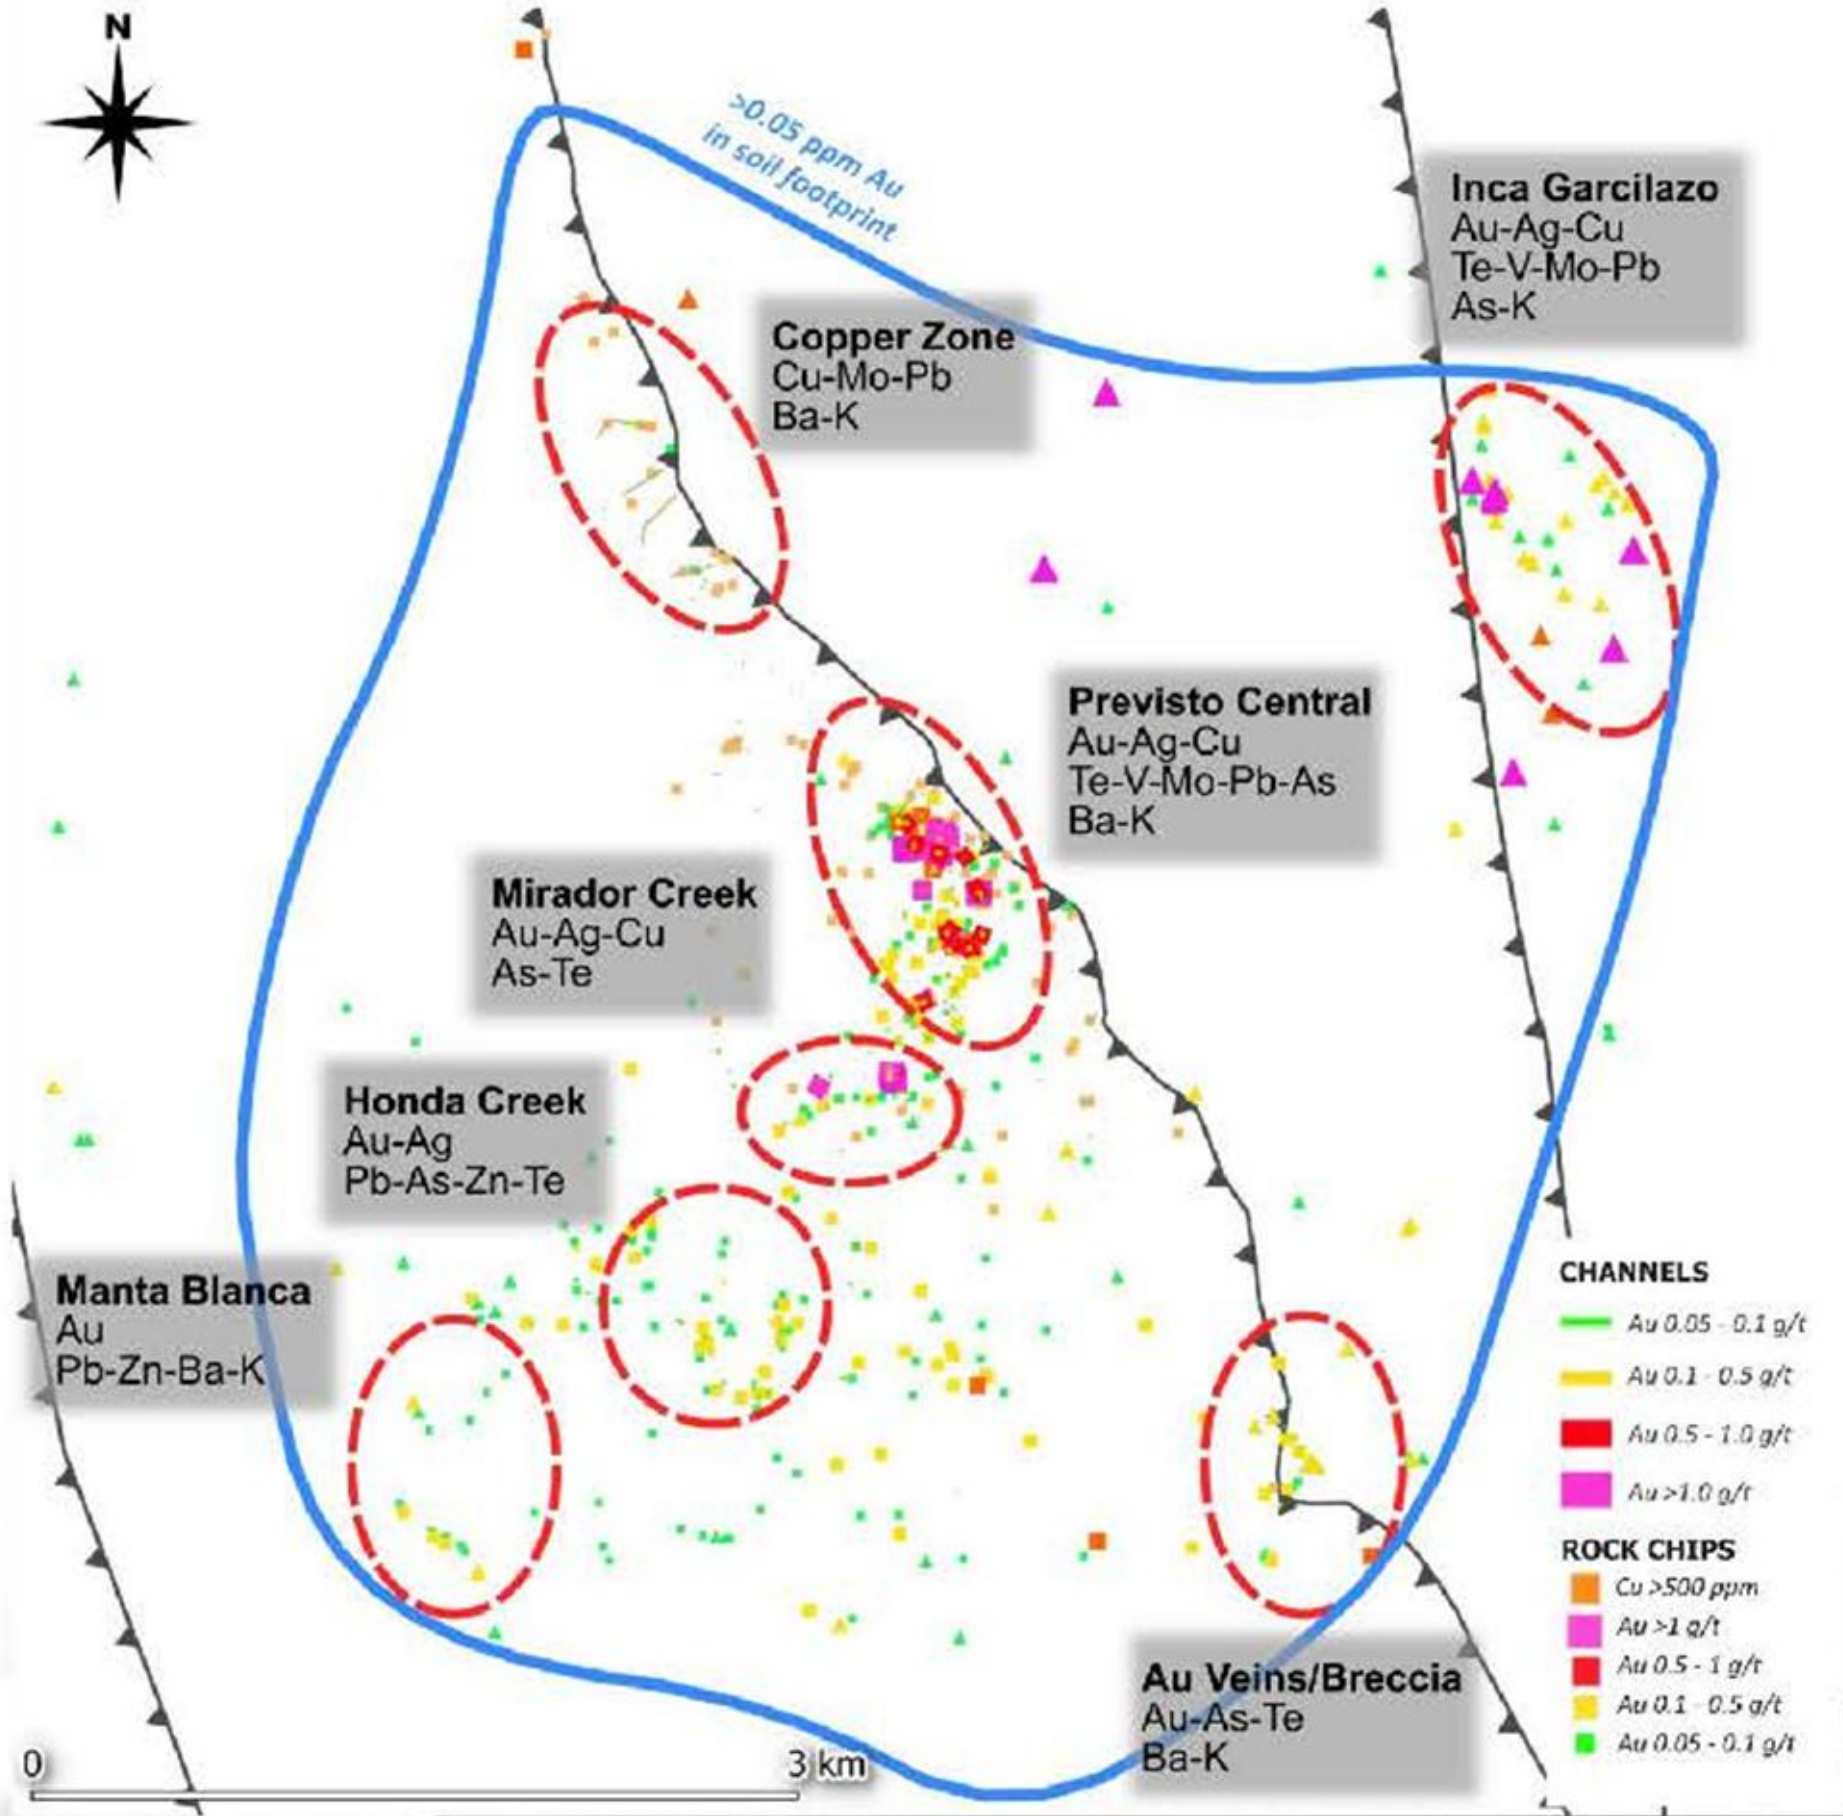 N
>0.05 ppm Au
in soil footprint
Inca Garcilazo
Au-Ag-Cu
Te-V-Mo-Pb
As-K
Copper Zone
Cu-Mo-Pb
Ba-K
Previsto Central
Au-Ag-Cu
Te-V-Mo-Pb-As
Ba-K
Mirador Creek
Au-Ag-Cu
As-Te
Honda Creek
Au-Ag
Pb-As-Zn-Te
Manta Blanca
Au
Pb-Zn-Ba-K
Au Veins/Breccia
Au-As-Te
Ba-K
CHANNELS
Au 0.05 - 0.1 g/t
Au 0.1 - 0.5 g/t
Au 0.5 - 1.0 g/t
Au >1.0 g/t
ROCK CHIPS
Cu >500 ppm
Au >1 g/t
Au 0.5 - 1 g/t
Au 0.1 - 0.5 g/t
Au 0.05 - 0.1 g/t
0
3 km